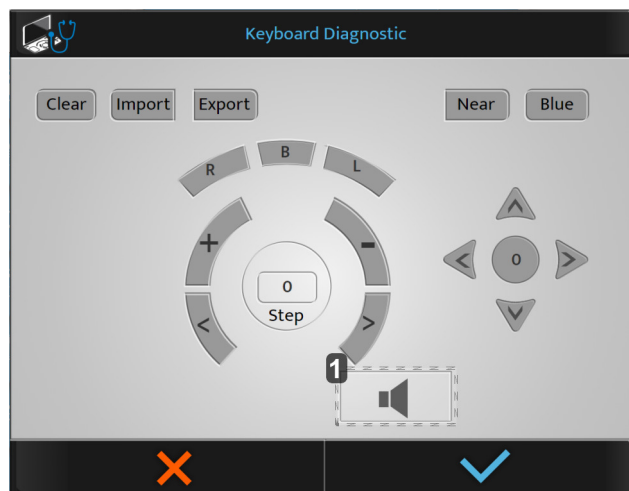 Keyboard Diagnostic
Clear Import Export Near Blue
R B L
+ -
0
0
< >
Step
1